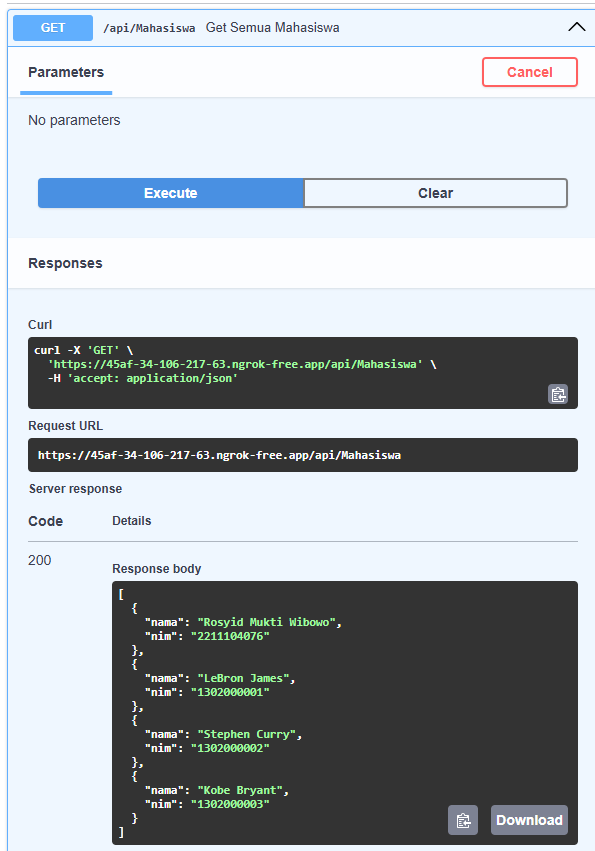 GET /api/Mahasiswa Get Semua Mahasiswa
Parameters Cancel
No parameters
Execute Clear
Responses
Curl
curl -X 'GET' \
  'https://45af-34-106-217-63.ngrok-free.app/api/Mahasiswa' \
  -H 'accept: application/json'
Request URL
https://45af-34-106-217-63.ngrok-free.app/api/Mahasiswa
Server response
Code Details
200
Response body
[
  {
    "nama": "Rosyid Mukti Wibowo",
    "nim": "2211104076"
  },
  {
    "nama": "LeBron James",
    "nim": "1302000001"
  },
  {
    "nama": "Stephen Curry",
    "nim": "1302000002"
  },
  {
    "nama": "Kobe Bryant",
    "nim": "1302000003"
  }
]
Download